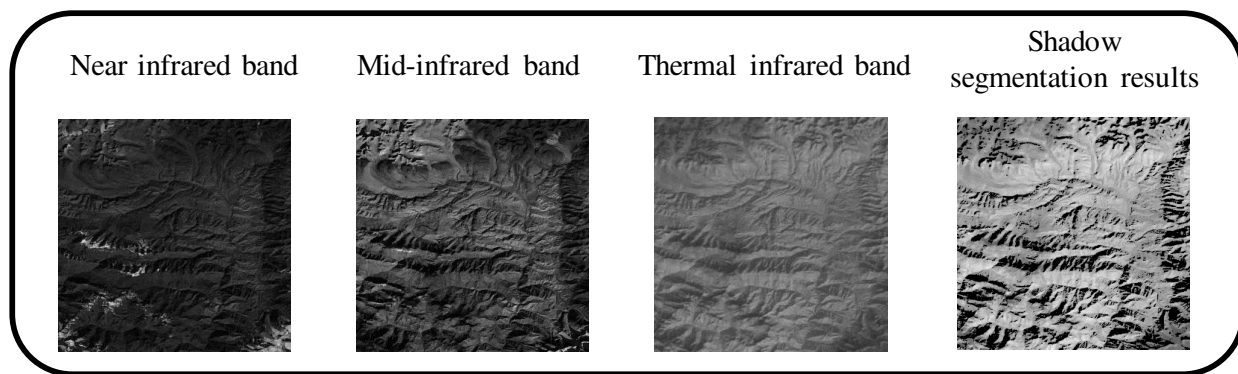 Near infrared band
Mid-infrared band
Thermal infrared band
Shadow
segmentation results